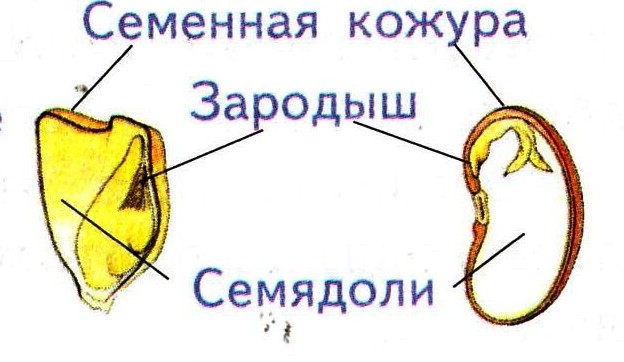 Семенная кожура
Зародыш
Семядоли